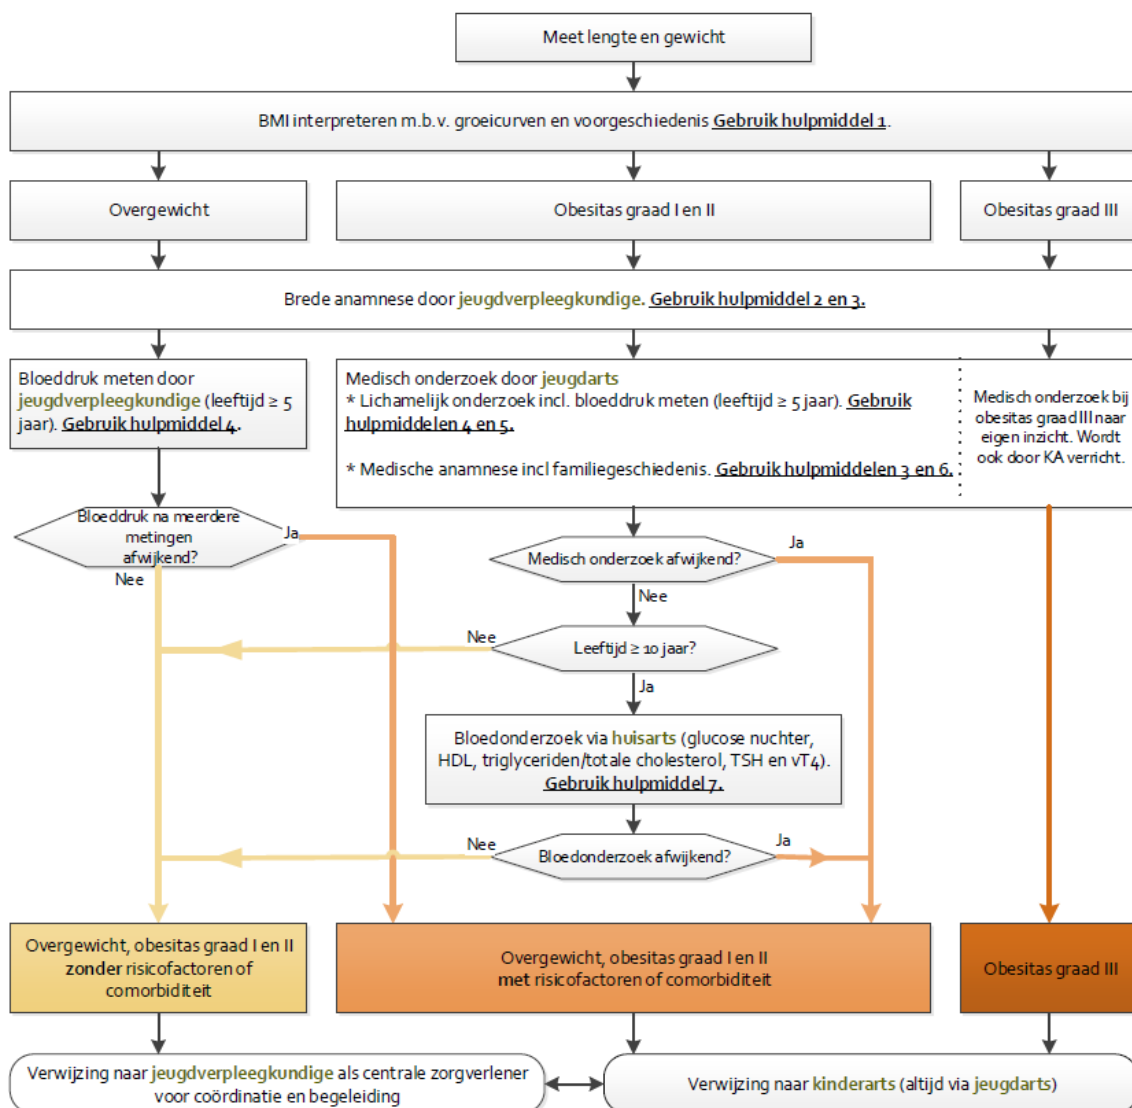 Meet lengte en gewicht
BMI interpreteren m.b.v. groeicurven en voorgeschiedenis Gebruik hulpmiddel 1.
Overgewicht
Obesitas graad I en II
Obesitas graad III
Brede anamnese door jeugdverpleegkundige. Gebruik hulpmiddel 2 en 3.
Bloeddruk meten door
jeugdverpleegkundige (leeftijd ≥ 5
jaar). Gebruik hulpmiddel 4.
Medisch onderzoek door jeugdarts
* Lichamelijk onderzoek incl. bloeddruk meten (leeftijd ≥ 5 jaar). Gebruik
hulpmiddelen 4 en 5.
* Medische anamnese incl familiegeschiedenis. Gebruik hulpmiddelen 3 en 6.
Medisch onderzoek bij
obesitas graad III naar
eigen inzicht. Wordt
ook door KA verricht.
Bloeddruk na meerdere
metingen
afwijkend?
Ja
Nee
Medisch onderzoek afwijkend?
Ja
Nee
Leeftijd ≥ 10 jaar?
Nee
Ja
Bloedonderzoek via huisarts (glucose nuchter,
HDL, triglyceriden/totale cholesterol, TSH en vT4).
Gebruik hulpmiddel 7.
Nee
Bloedonderzoek afwijkend?
Ja
Overgewicht, obesitas graad I en II
zonder risicofactoren of
comorbiditeit
Overgewicht, obesitas graad I en II
met risicofactoren of comorbiditeit
Obesitas graad III
Verwijzing naar jeugdverpleegkundige als centrale zorgverlener
voor coördinatie en begeleiding
Verwijzing naar kinderarts (altijd via jeugdarts)